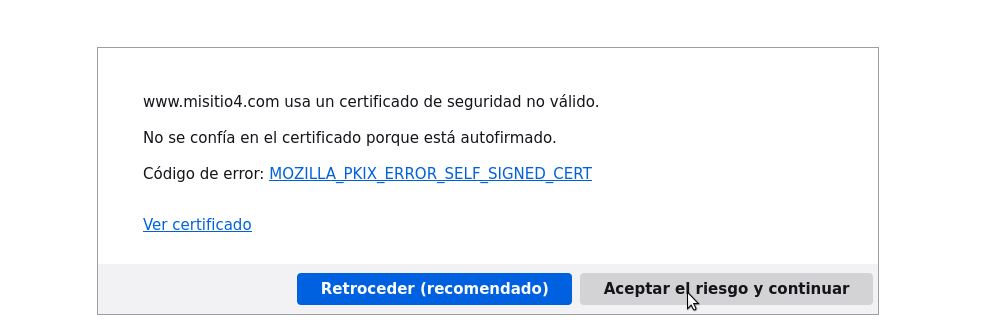 www.misitio4.com usa un certificado de seguridad no válido.
No se confía en el certificado porque está autofirmado.
Código de error: MOZILLA_PKIX_ERROR_SELF_SIGNED_CERT
Ver certificado
Retroceder (recomendado) Aceptar el riesgo y continuar